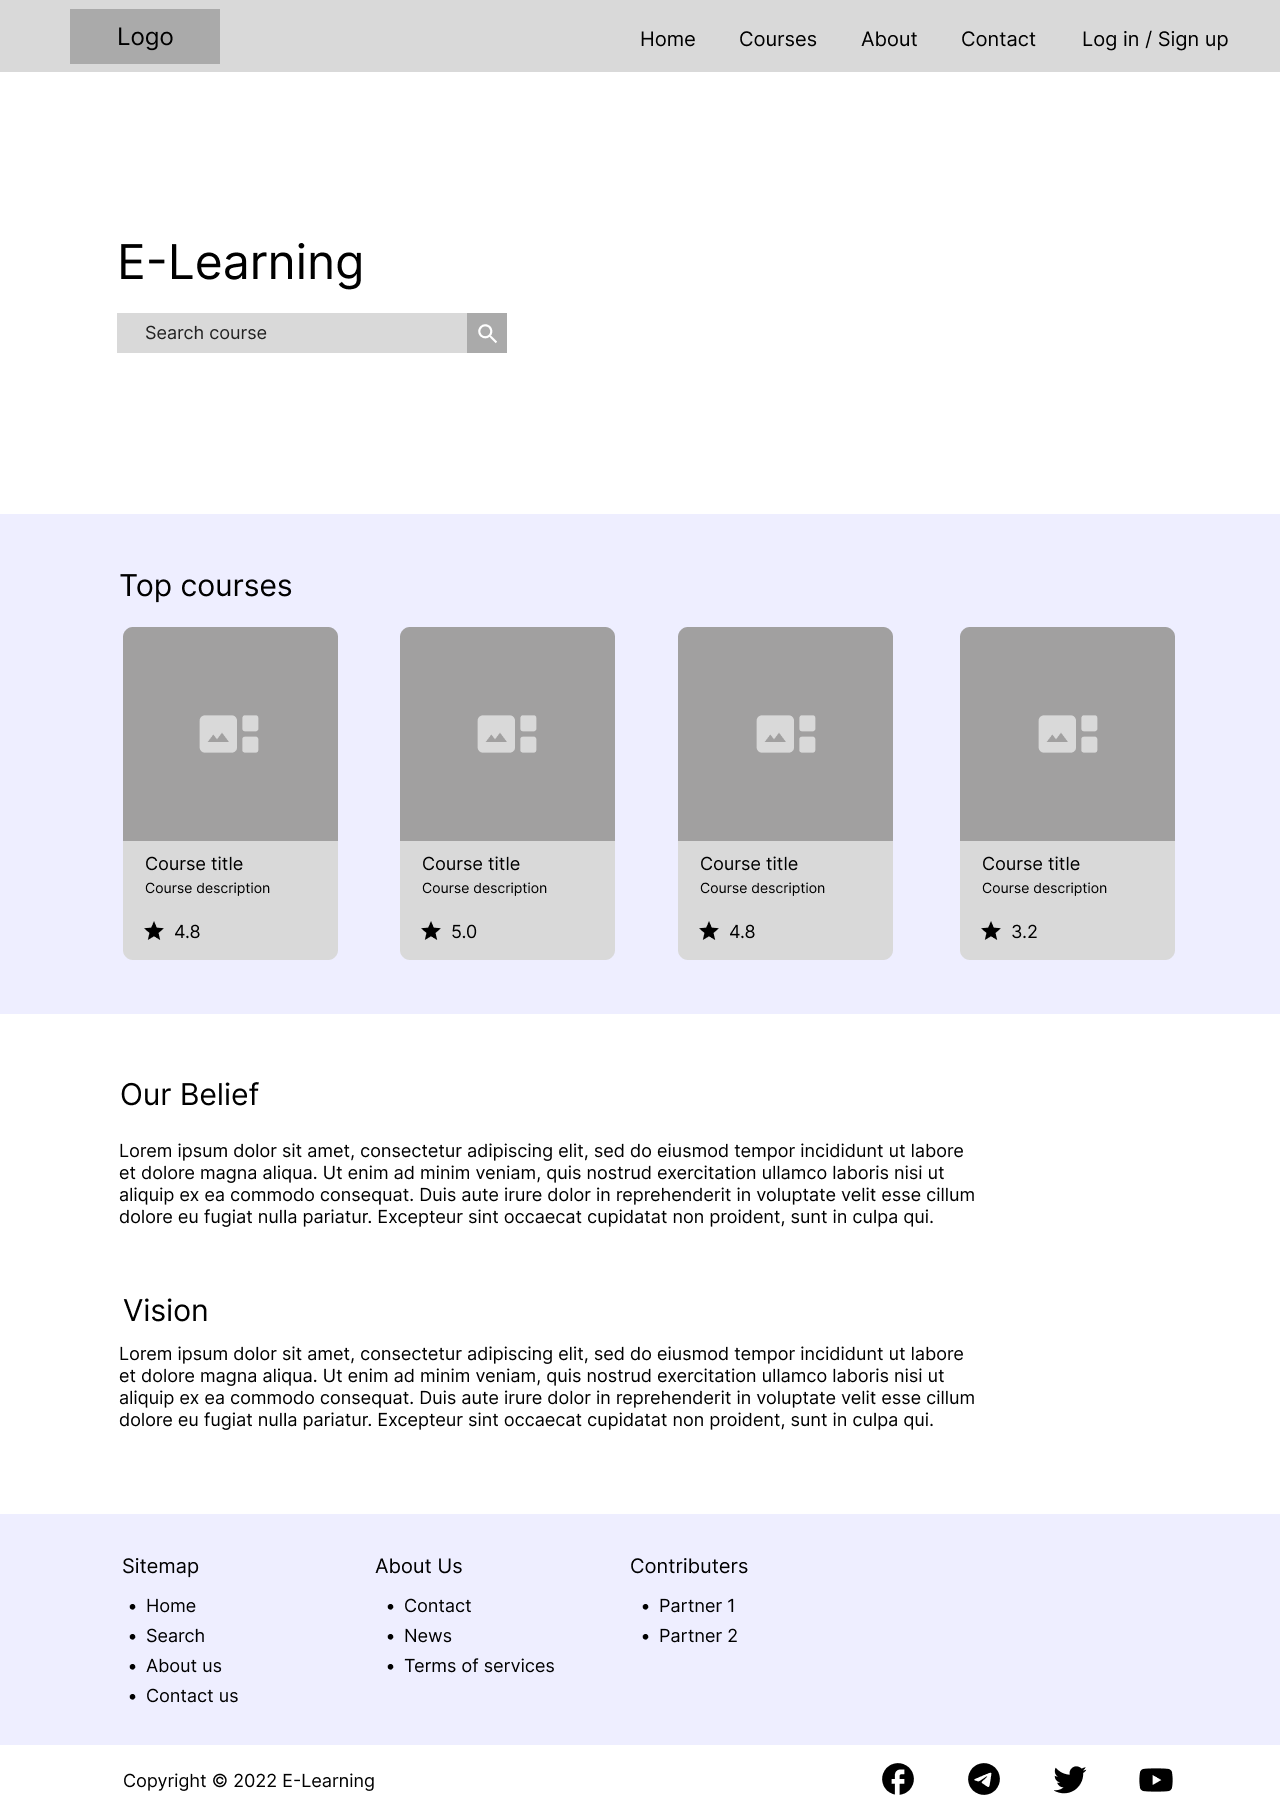 Logo
Home Courses About Contact Log in / Sign up
E-Learning
Search course
Top courses
Course title
Course description
4.8
Course title
Course description
5.0
Course title
Course description
4.8
Course title
Course description
3.2
Our Belief
Lorem ipsum dolor sit amet, consectetur adipiscing elit, sed do eiusmod tempor incididunt ut labore
et dolore magna aliqua. Ut enim ad minim veniam, quis nostrud exercitation ullamco laboris nisi ut
aliquip ex ea commodo consequat. Duis aute irure dolor in reprehenderit in voluptate velit esse cillum
dolore eu fugiat nulla pariatur. Excepteur sint occaecat cupidatat non proident, sunt in culpa qui.
Vision
Lorem ipsum dolor sit amet, consectetur adipiscing elit, sed do eiusmod tempor incididunt ut labore
et dolore magna aliqua. Ut enim ad minim veniam, quis nostrud exercitation ullamco laboris nisi ut
aliquip ex ea commodo consequat. Duis aute irure dolor in reprehenderit in voluptate velit esse cillum
dolore eu fugiat nulla pariatur. Excepteur sint occaecat cupidatat non proident, sunt in culpa qui.
Sitemap
• Home
• Search
• About us
• Contact us
About Us
• Contact
• News
• Terms of services
Contributers
• Partner 1
• Partner 2
Copyright © 2022 E-Learning